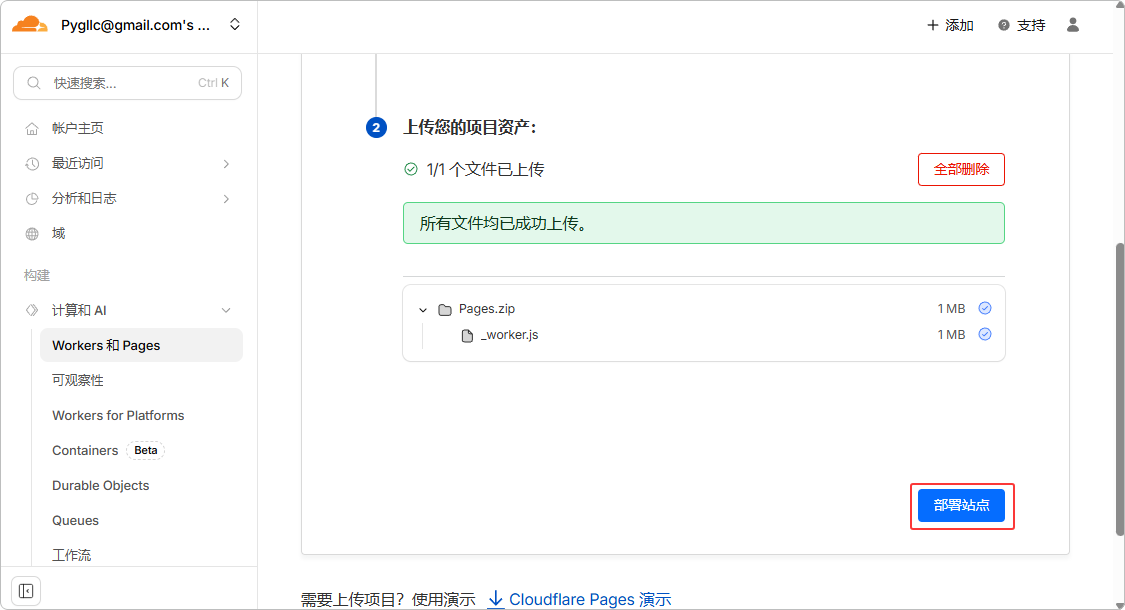 Pygllc@gmail.com's ...
添加
支持
快速搜索... Ctrl K
帐户主页
最近访问
分析和日志
域
构建
计算和 AI
Workers 和 Pages
可观察性
Workers for Platforms
Containers Beta
Durable Objects
Queues
工作流
2 上传您的项目资产：
1/1 个文件已上传 全部删除
所有文件均已成功上传。
Pages.zip 1 MB
_worker.js 1 MB
部署站点
需要上传项目？使用演示 Cloudflare Pages 演示